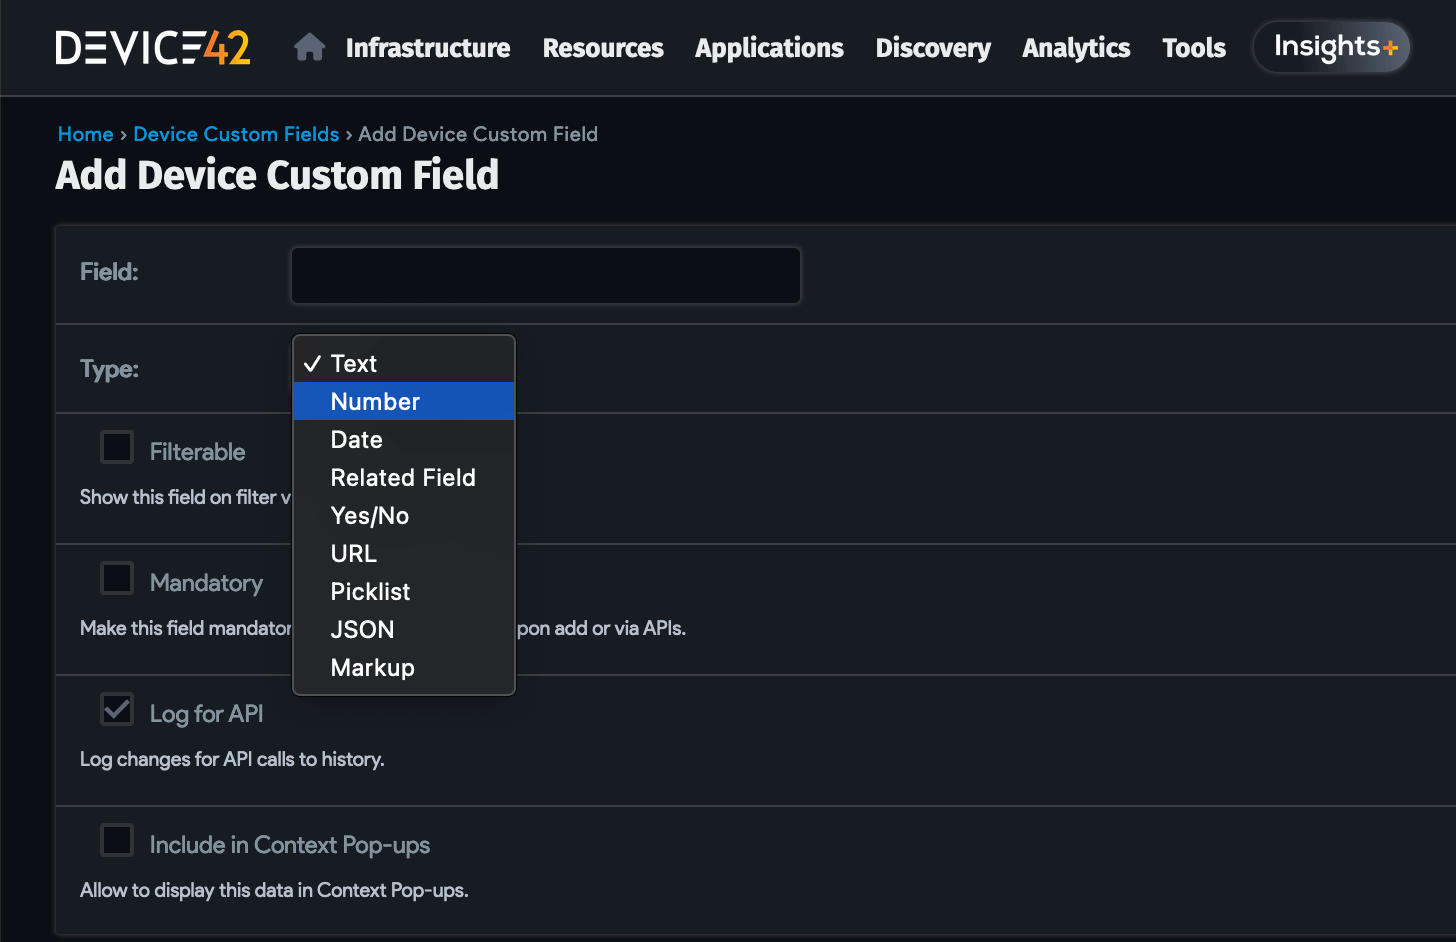 DEVICE42 Infrastructure Resources Applications Discovery Analytics Tools Insights+
Home › Device Custom Fields › Add Device Custom Field
Add Device Custom Field
Field:
Type:
✓ Text
Number
Date
Related Field
Yes/No
URL
Picklist
JSON
Markup
Filterable
Show this field on filter
Mandatory
Make this field pon add or via APIs.
Log for API
Log changes for API calls to history.
Include in Context Pop-ups
Allow to display this data in Context Pop-ups.